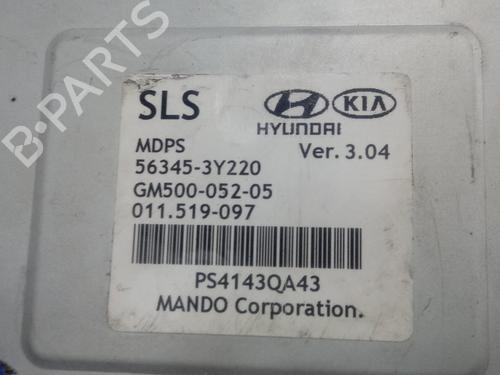 B-PARTS
SLS
HYUNDAI
KIA
MDPS
Ver. 3.04
56345-3Y220
GM500-052-05
011.519-097
PS4143QA43
MANDO Corporation.